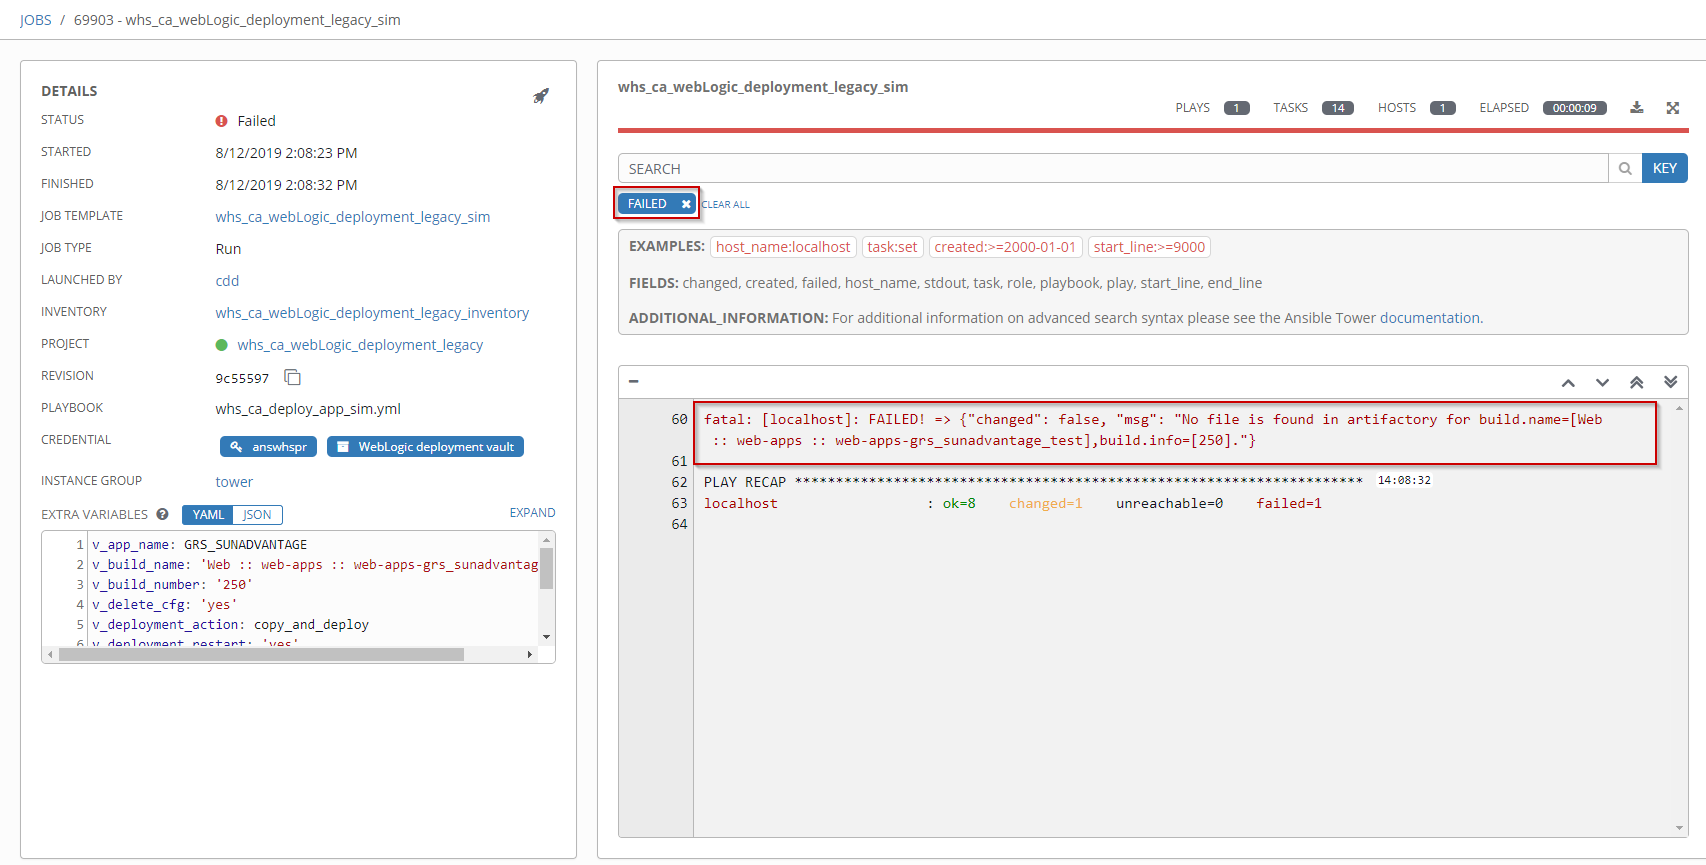 JOBS / 69903 - whs_ca_webLogic_deployment_legacy_sim
DETAILS
STATUS Failed
STARTED 8/12/2019 2:08:23 PM
FINISHED 8/12/2019 2:08:32 PM
JOB TEMPLATE whs_ca_webLogic_deployment_legacy_sim
JOB TYPE Run
LAUNCHED BY cdd
INVENTORY whs_ca_webLogic_deployment_legacy_inventory
PROJECT whs_ca_webLogic_deployment_legacy
REVISION 9c55597
PLAYBOOK whs_ca_deploy_app_sim.yml
CREDENTIAL answhspr WebLogic deployment vault
INSTANCE GROUP tower
EXTRA VARIABLES YAML JSON EXPAND
1 v_app_name: GRS_SUNADVANTAGE
2 v_build_name: 'Web :: web-apps :: web-apps-grs_sunadvantag
3 v_build_number: '250'
4 v_delete_cfg: 'yes'
5 v_deployment_action: copy_and_deploy
6 v_deployment_restart: 'yes'
whs_ca_webLogic_deployment_legacy_sim
PLAYS 1 TASKS 14 HOSTS 1 ELAPSED 00:00:09
SEARCH KEY
FAILED CLEAR ALL
EXAMPLES: host_name:localhost task:set created:>=2000-01-01 start_line:>=9000
FIELDS: changed, created, failed, host_name, stdout, task, role, playbook, play, start_line, end_line
ADDITIONAL_INFORMATION: For additional information on advanced search syntax please see the Ansible Tower documentation.
60 fatal: [localhost]: FAILED! => {"changed": false, "msg": "No file is found in artifactory for build.name=[Web
:: web-apps :: web-apps-grs_sunadvantage_test],build.info=[250]."}
61
62 PLAY RECAP ********************************************************************* 14:08:32
63 localhost : ok=8 changed=1 unreachable=0 failed=1
64